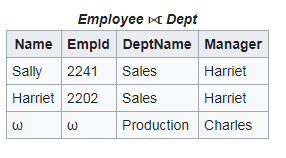 Employee ⟖ Dept
Name EmpId DeptName Manager
Sally 2241 Sales Harriet
Harriet 2202 Sales Harriet
ω ω Production Charles